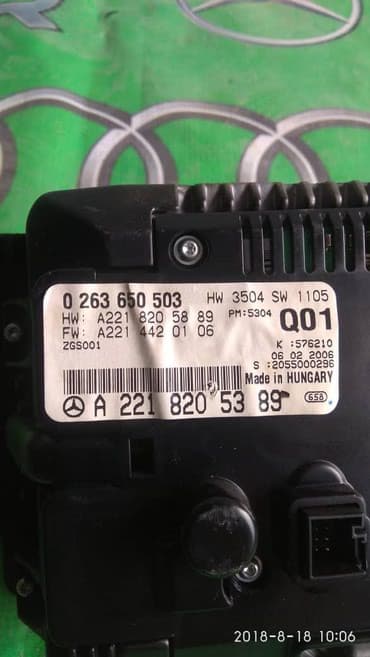 0 263 650 503 HW 3504 SW 1105
HW: A221 820 58 89 PM:5304 Q01
FW: A221 442 01 06
ZGS001 K :576210
06 02 2006
S :2055000296
Made in HUNGARY
A 221 820 53 89 658
2018-8-18 10:06